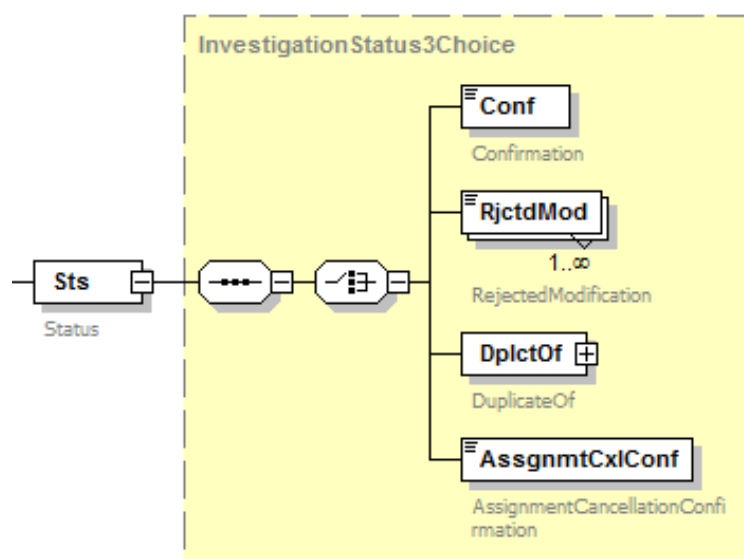 InvestigationStatus3Choice
Conf
Confirmation
RjctdMod
1..∞
RejectedModification
Sts
Status
DplctOf
DuplicateOf
AssgnmtCxlConf
AssignmentCancellationConfi
rmation